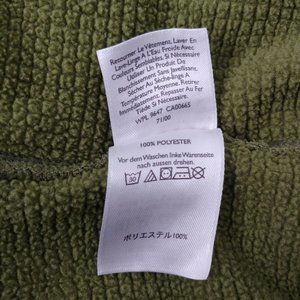 Retourner Le Vêtement, Laver En
Lave-Linge À L'Eau Froide Avec
Couleurs Semblables. Si Nécessaire
Utiliser Un Produit De
Blanchissement Sans Javellisant.
Sécher Au Sèche-linge A
Température Moyenne. Retirer
Immédiatement. Repasser À Fer
Tiède Si Nécessaire
WPL 9647 CA00665
71/00
100% POLYESTER
Vor dem Waschen linke Warenseite
nach aussen drehen.
30
ポリエステル100%